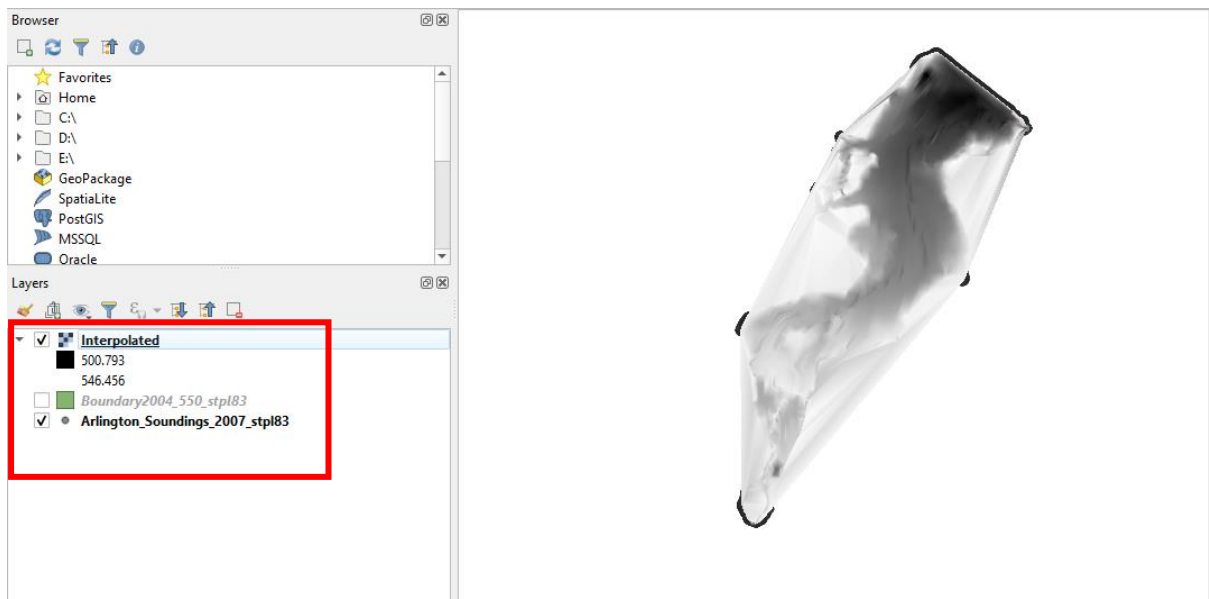 Browser
Favorites
Home
C:\
D:\
E:\
GeoPackage
SpatiaLite
PostGIS
MSSQL
Oracle
Layers
Interpolated
500.793
546.456
Boundary2004_550_stpl83
Arlington_Soundings_2007_stpl83